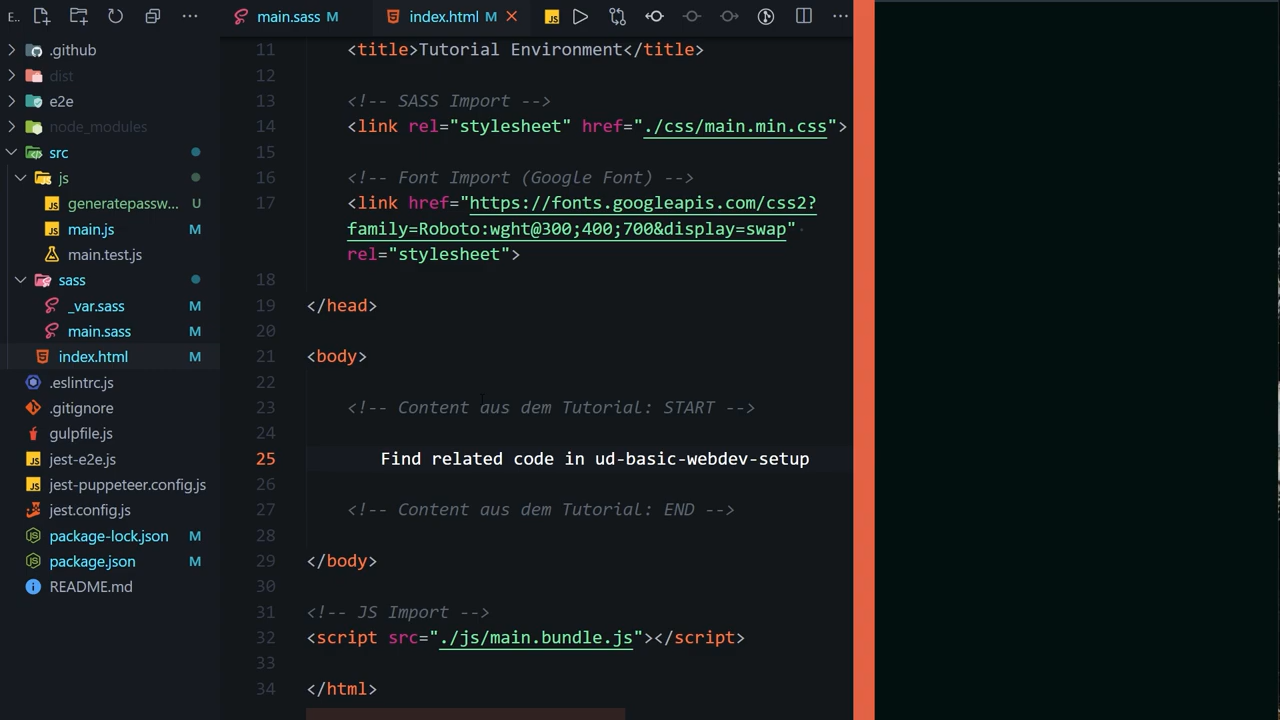 E..
main.sass M
index.html M
JS
.github
dist
e2e
node_modules
src
js
JS generatepassw... U
JS main.js M
main.test.js
sass
_var.sass M
main.sass M
index.html M
.eslintrc.js
.gitignore
gulpfile.js
JS jest-e2e.js
JS jest-puppeteer.config.js
jest.config.js
package-lock.json M
package.json M
README.md
11 <title>Tutorial Environment</title>
12
13 <!-- SASS Import -->
14 <link rel="stylesheet" href="./css/main.min.css">
15
16 <!-- Font Import (Google Font) -->
17 <link href="https://fonts.googleapis.com/css2?
family=Roboto:wght@300;400;700&display=swap"
rel="stylesheet">
18
19 </head>
20
21 <body>
22
23 <!-- Content aus dem Tutorial: START -->
24
25 Find related code in ud-basic-webdev-setup
26
27 <!-- Content aus dem Tutorial: END -->
28
29 </body>
30
31 <!-- JS Import -->
32 <script src="./js/main.bundle.js"></script>
33
34 </html>